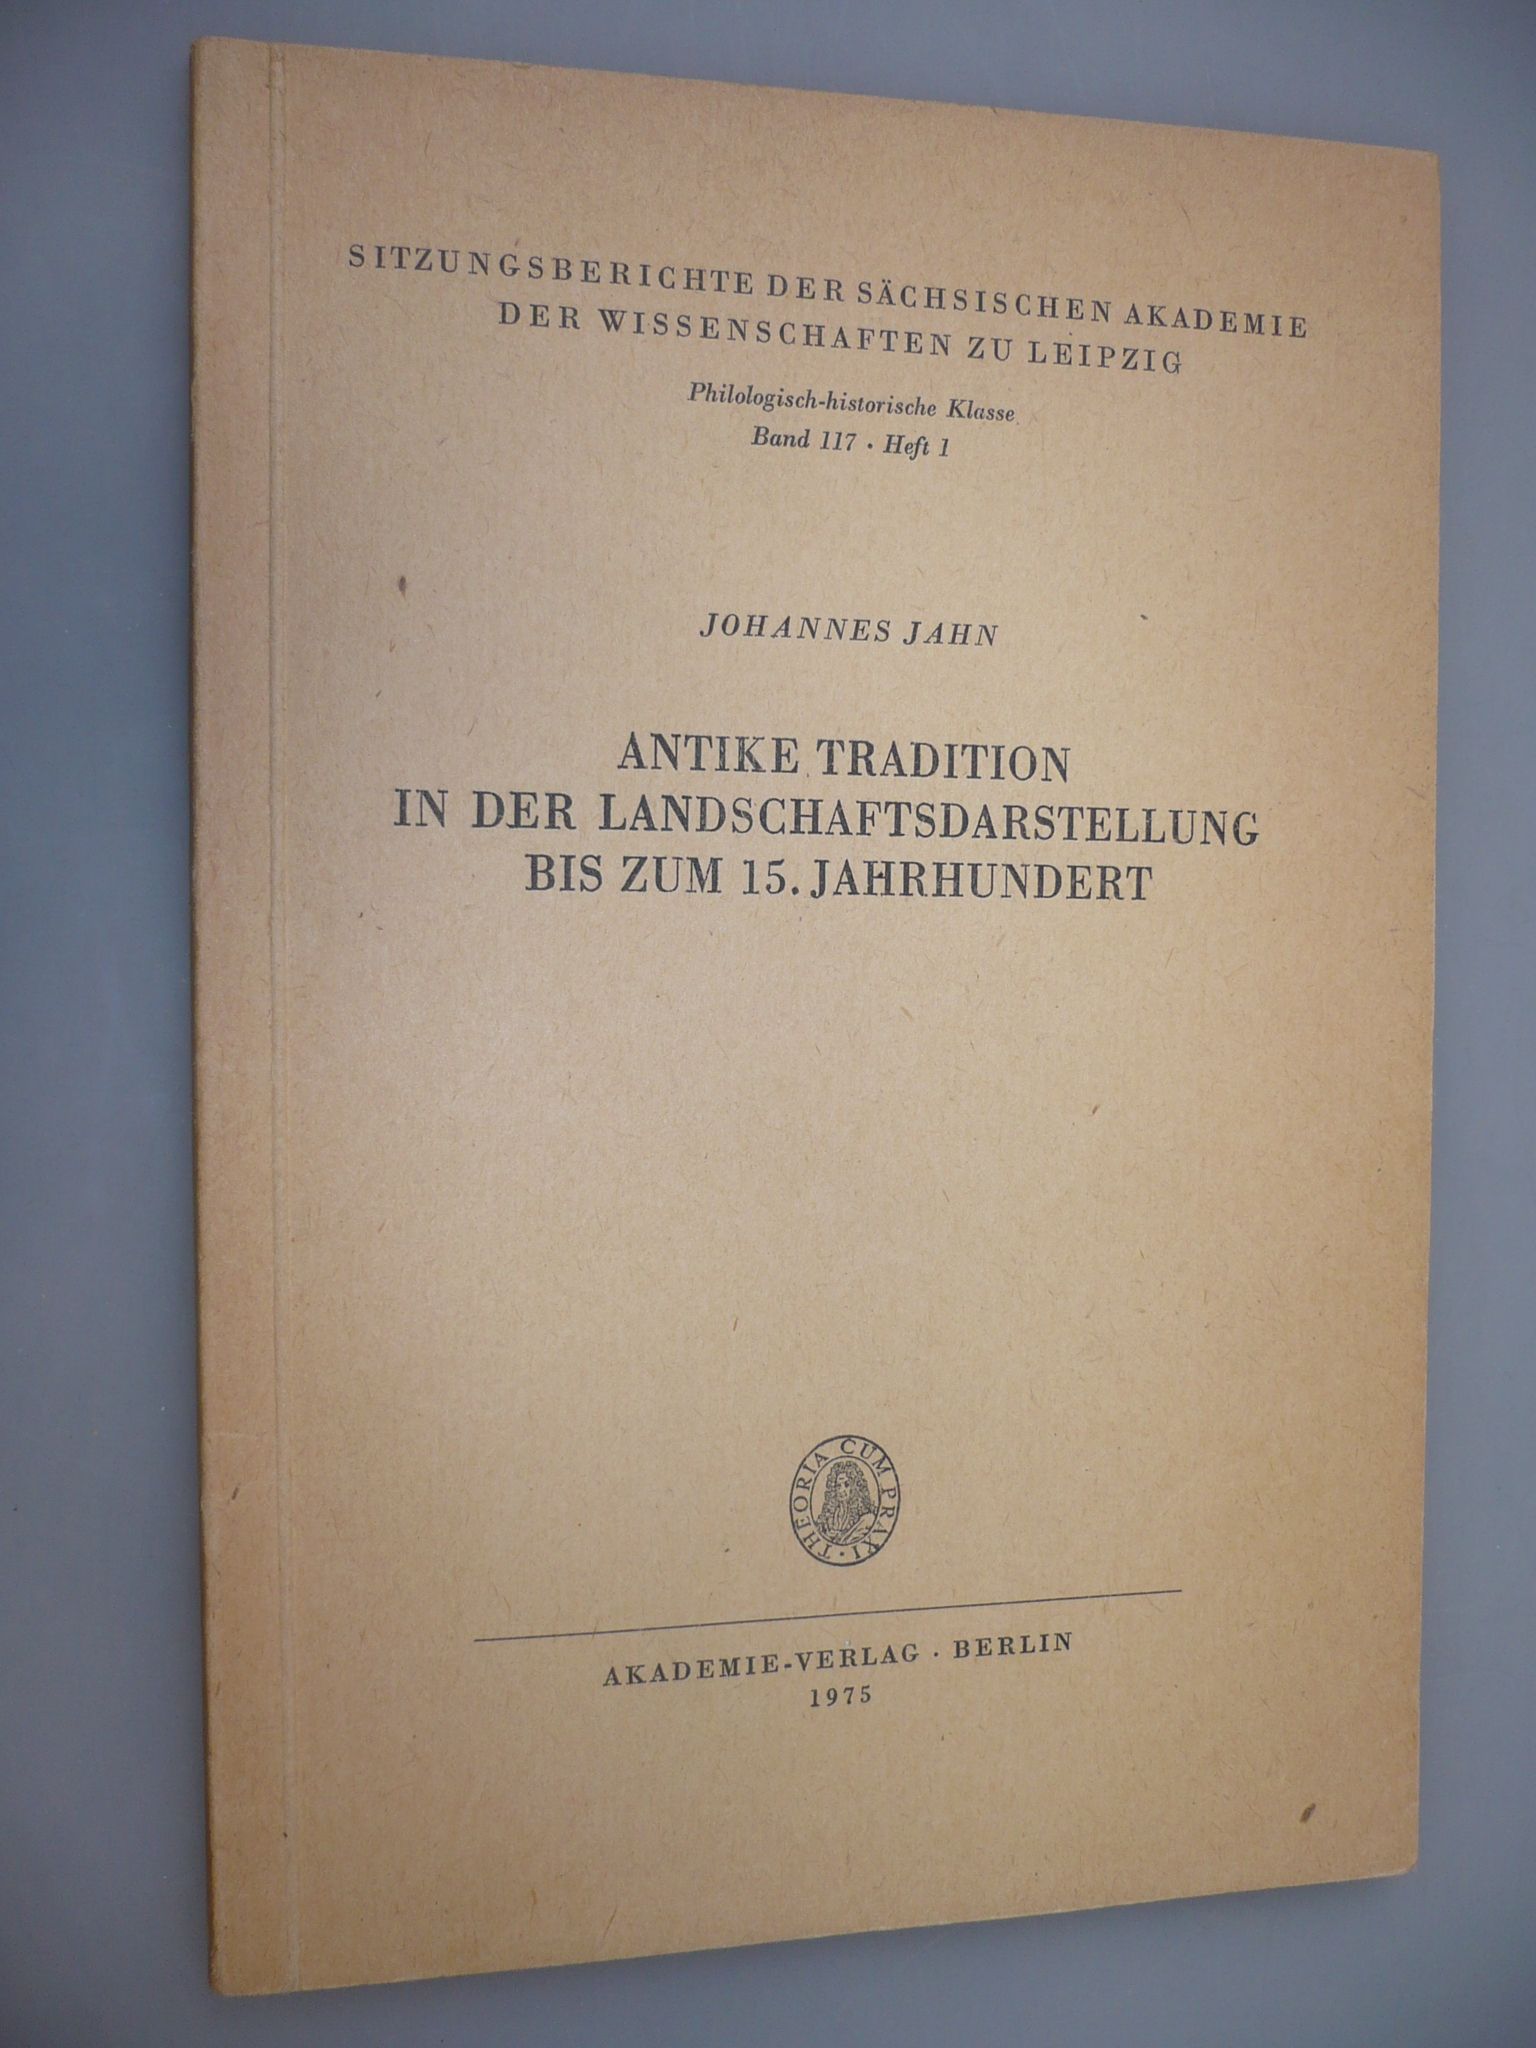 SITZUNGSBERICHTE DER SÄCHSISCHEN AKADEMIE
DER WISSENSCHAFTEN ZU LEIPZIG
Philologisch-historische Klasse
Band 117 · Heft 1
JOHANNES JAHN
ANTIKE TRADITION
IN DER LANDSCHAFTSDARSTELLUNG
BIS ZUM 15. JAHRHUNDERT
THEORIA CUM PRAXI ·
AKADEMIE-VERLAG · BERLIN
1975